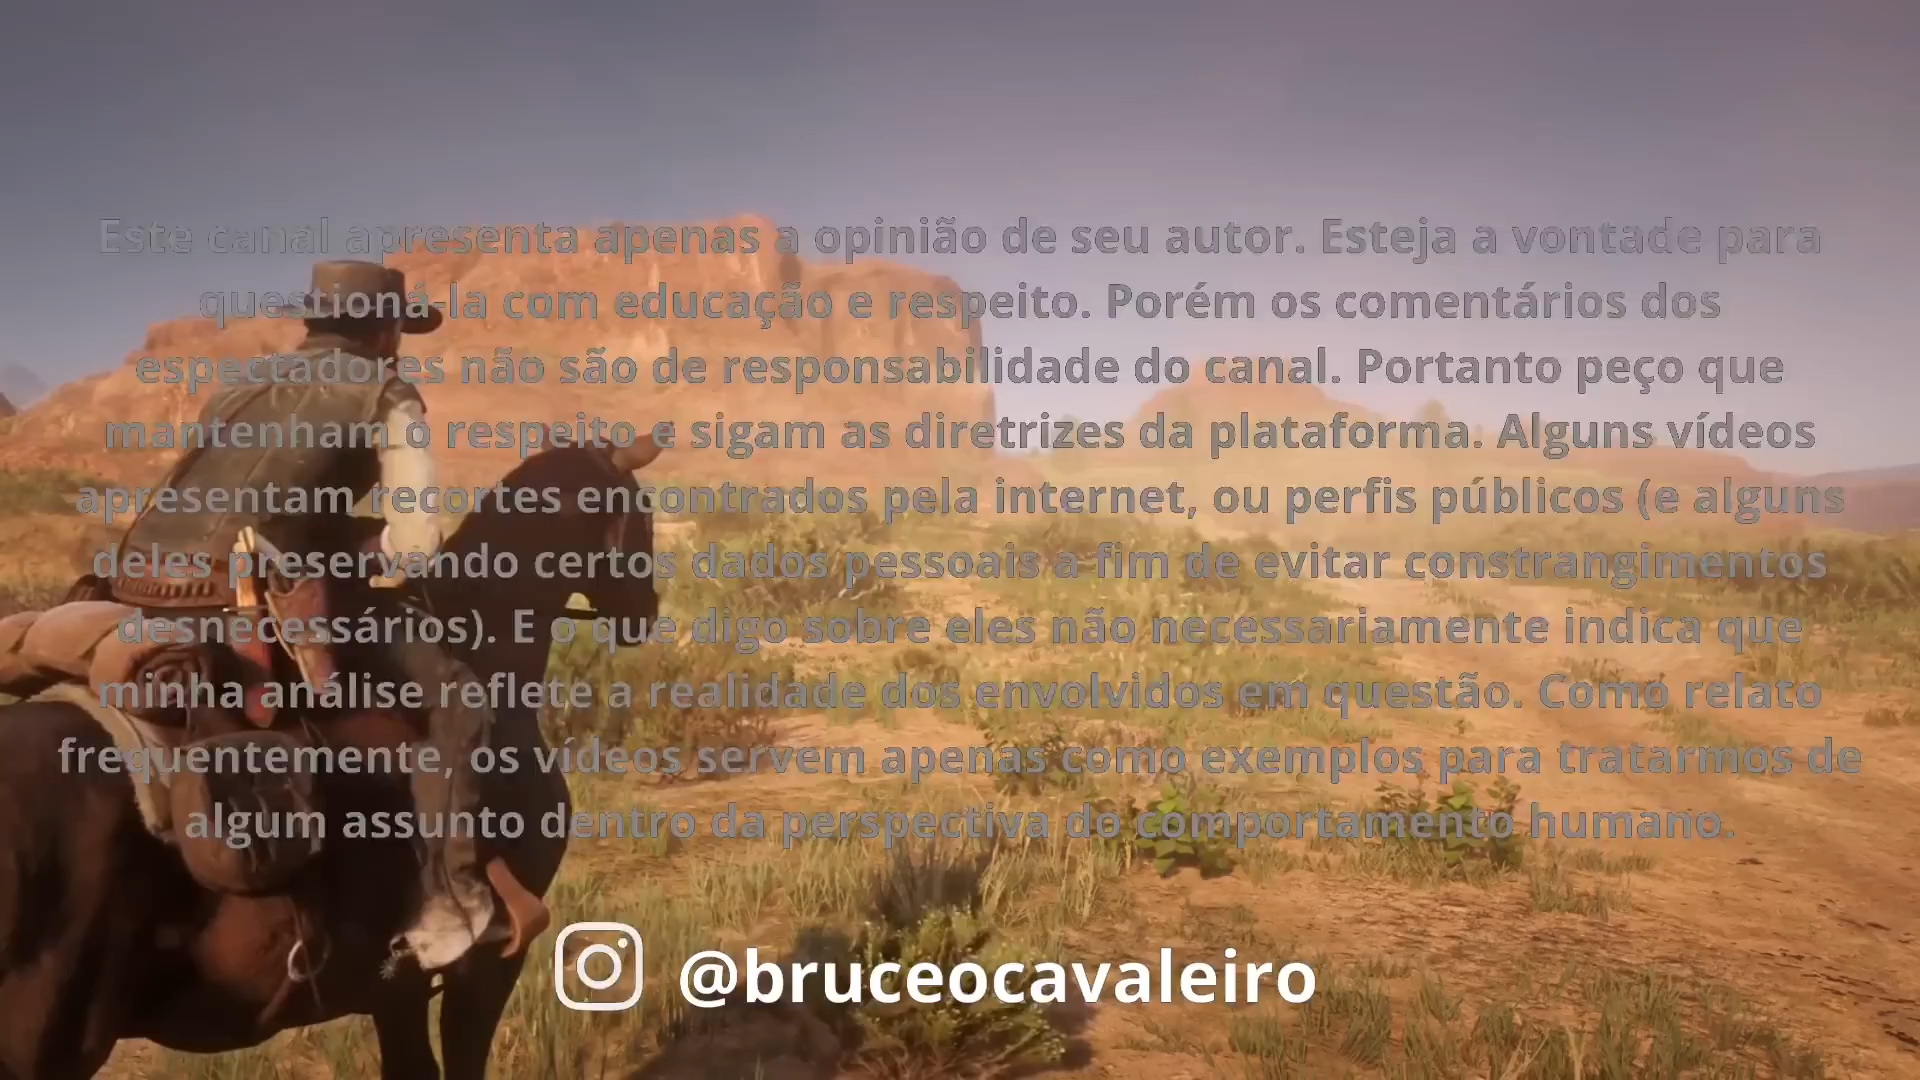 Este canal apresenta apenas a opinião de seu autor. Esteja a vontade para
questioná-la com educação e respeito. Porém os comentários dos
espectadores não são de responsabilidade do canal. Portanto peço que
mantenham o respeito e sigam as diretrizes da plataforma. Alguns vídeos
apresentam recortes encontrados pela internet, ou perfis públicos (e alguns
deles preservando certos dados pessoais a fim de evitar constrangimentos
desnecessários). E o que digo sobre eles não necessariamente indica que
minha análise reflete a realidade dos envolvidos em questão. Como relato
frequentemente, os vídeos servem apenas como exemplos para tratarmos de
algum assunto dentro da perspectiva do comportamento humano.
@bruceocavaleiro